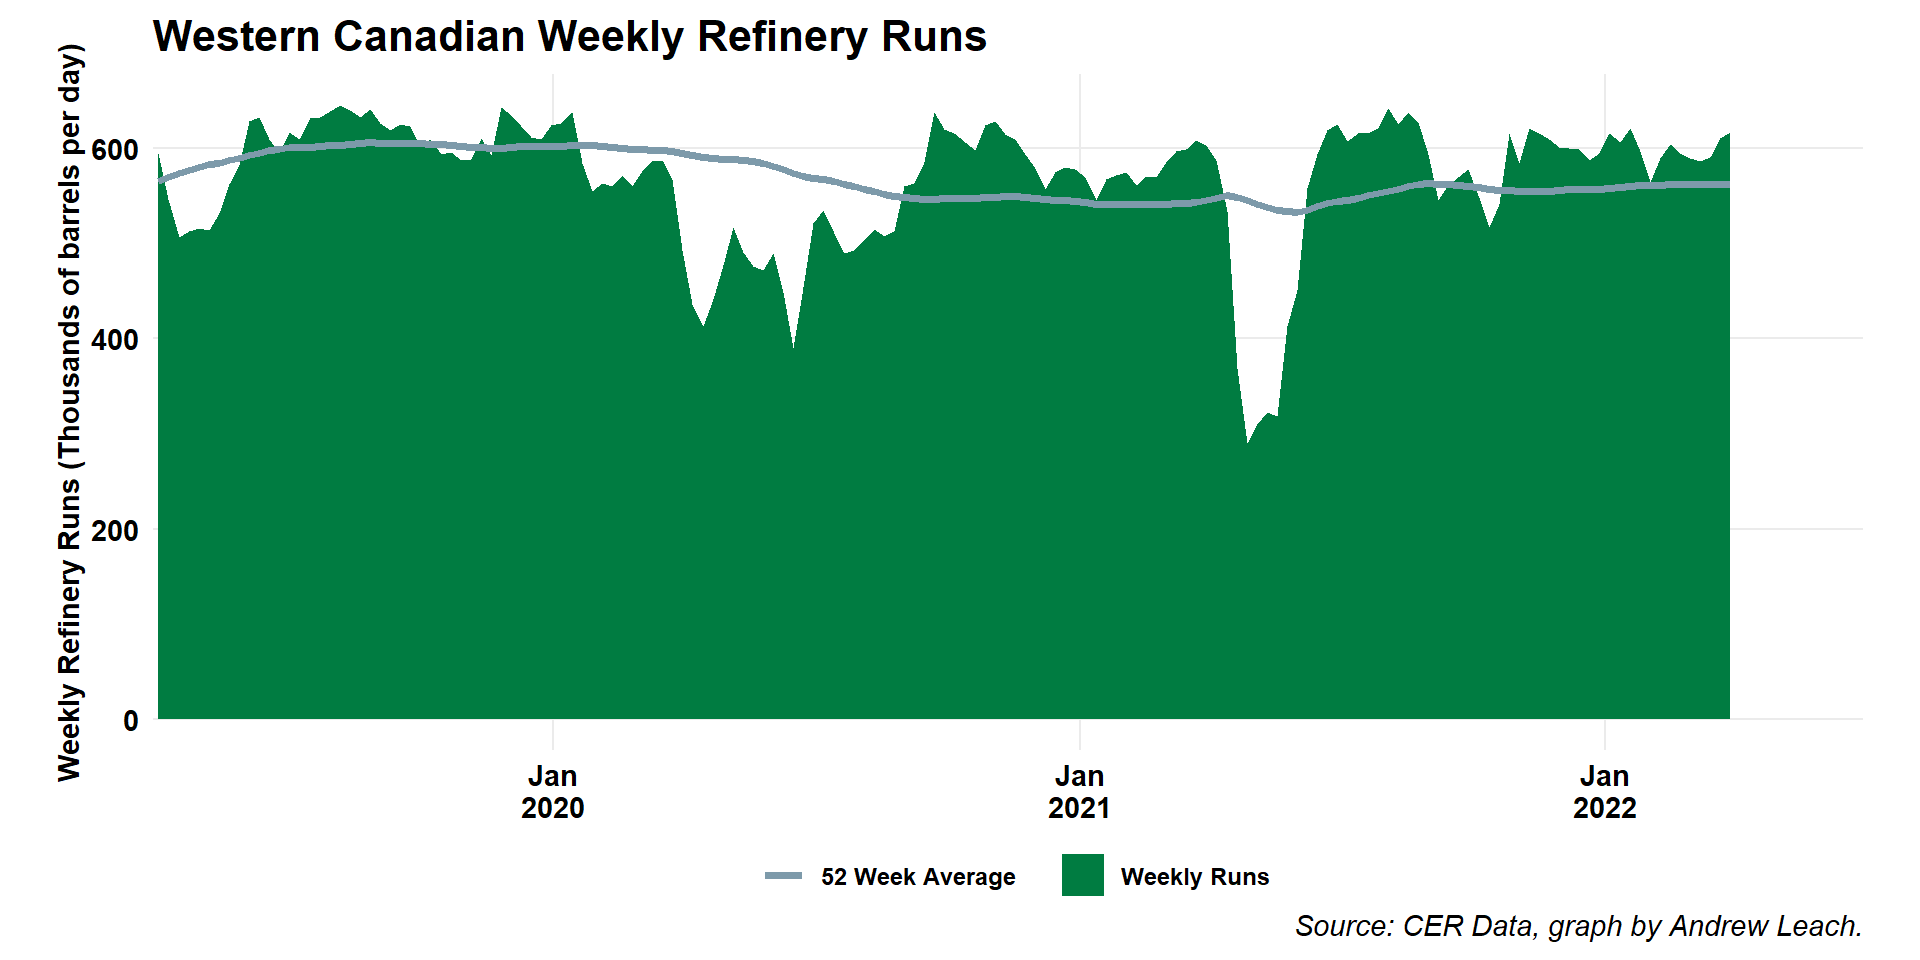 Western Canadian Weekly Refinery Runs
Weekly Refinery Runs (Thousands of barrels per day)
600
400
200
0
Jan
2020
Jan
2021
Jan
2022
52 Week Average
Weekly Runs
Source: CER Data, graph by Andrew Leach.